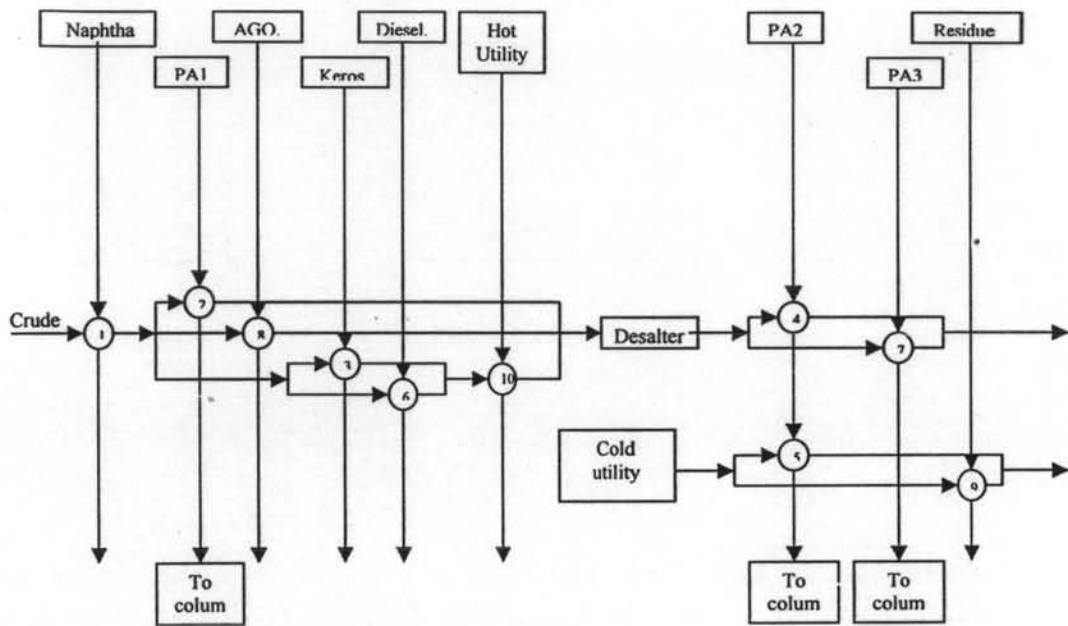 Naphtha
AGO.
Diesel.
Hot
Utility
PA2
Residue
PA1
Keros
PA3
2
4
Crude
1
8
Desalter
3
7
10
6
Cold
utility
5
9
To
colum
To
colum
To
colum